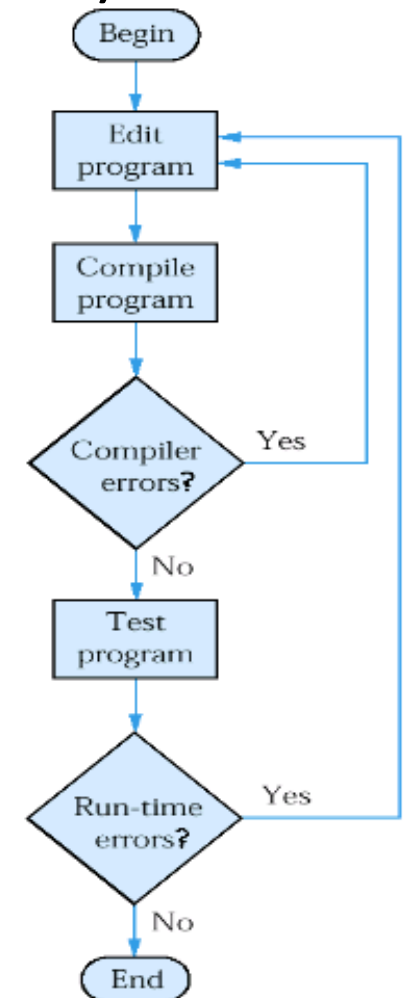 Begin
Edit
program
Compile
program
Compiler
errors?
Yes
No
Test
program
Run-time
errors?
Yes
No
End